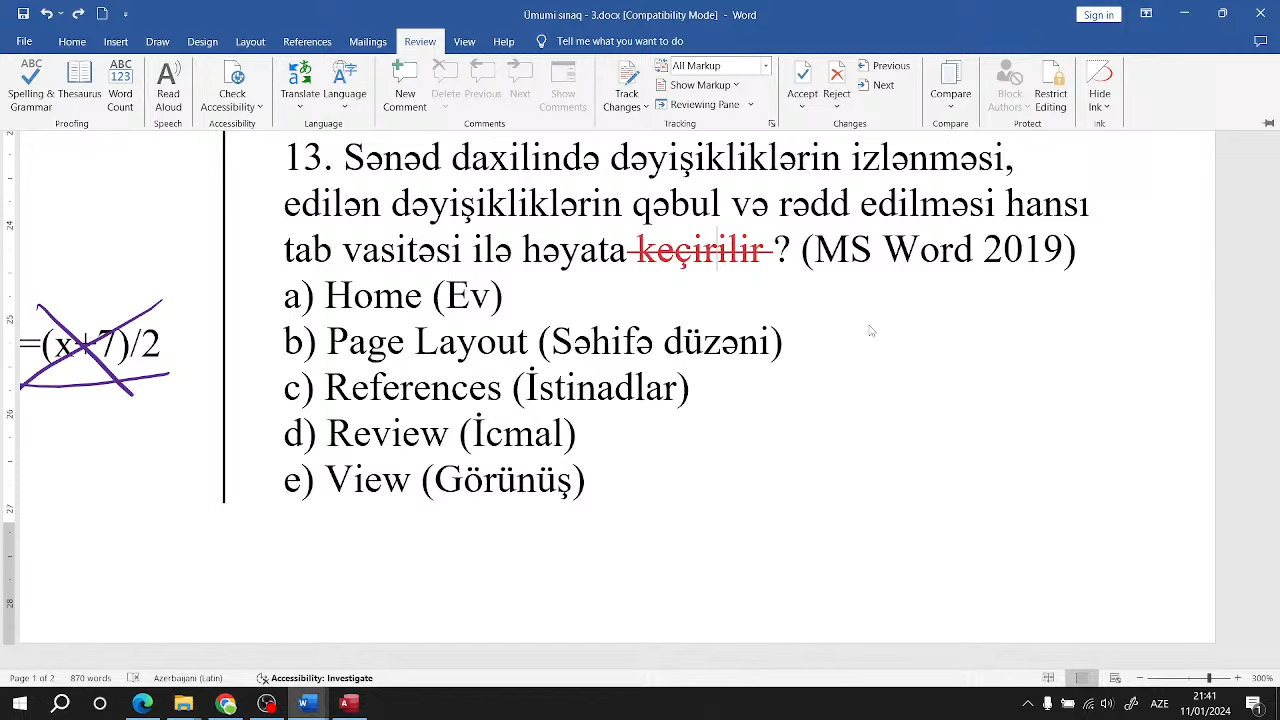 Ümumi sınaq - 3.docx [Compatibility Mode] - Word
Sign in
File Home Insert Draw Design Layout References Mailings Review View Help Tell me what you want to do
Spelling & Grammar
Thesaurus
Word Count
Read Aloud
Check Accessibility
Translate
Language
New Comment
Delete
Previous
Next
Show Comments
Track Changes
All Markup
Show Markup
Reviewing Pane
Accept
Reject
Previous
Next
Compare
Block Authors
Restrict Editing
Hide Ink
Proofing Speech Accessibility Language Comments Tracking Changes Compare Protect Ink
=(x+7)/2
13. Sənəd daxilində dəyişikliklərin izlənməsi,
edilən dəyişikliklərin qəbul və rədd edilməsi hansı
tab vasitəsi ilə həyata keçirilir ? (MS Word 2019)
a) Home (Ev)
b) Page Layout (Səhifə düzəni)
c) References (İstinadlar)
d) Review (İcmal)
e) View (Görünüş)
24
25
26
27
28
Page 1 of 2 870 words Azerbaijani (Latin) Accessibility: Investigate 300%
AZE
21:41
11/01/2024